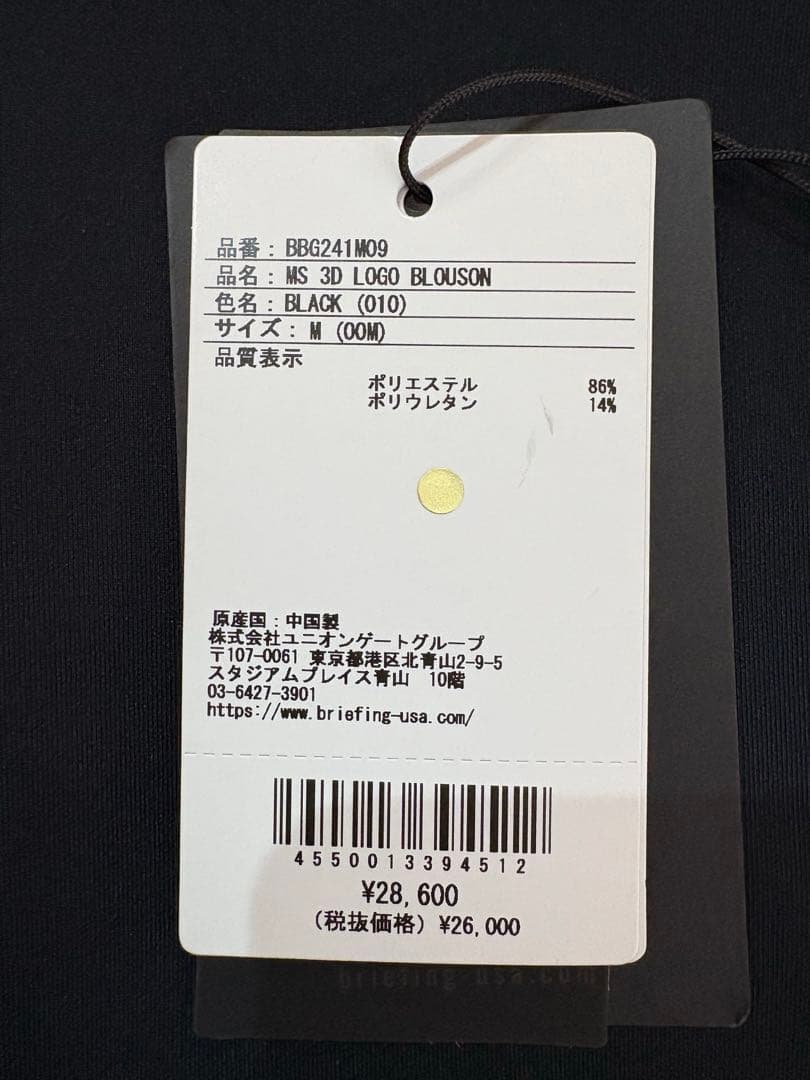 品番：BBG241M09
品名：MS 3D LOGO BLOUSON
色名：BLACK (010)
サイズ：M (00M)
品質表示
ポリエステル 86%
ポリウレタン 14%
原産国：中国製
株式会社ユニオンゲートグループ
〒107-0061 東京都港区北青山2-9-5
スタジアムプレイス青山 10階
03-6427-3901
https://www.briefing-usa.com/
4550013394512
¥28,600
(税抜価格) ¥26,000
briefing-usa.com